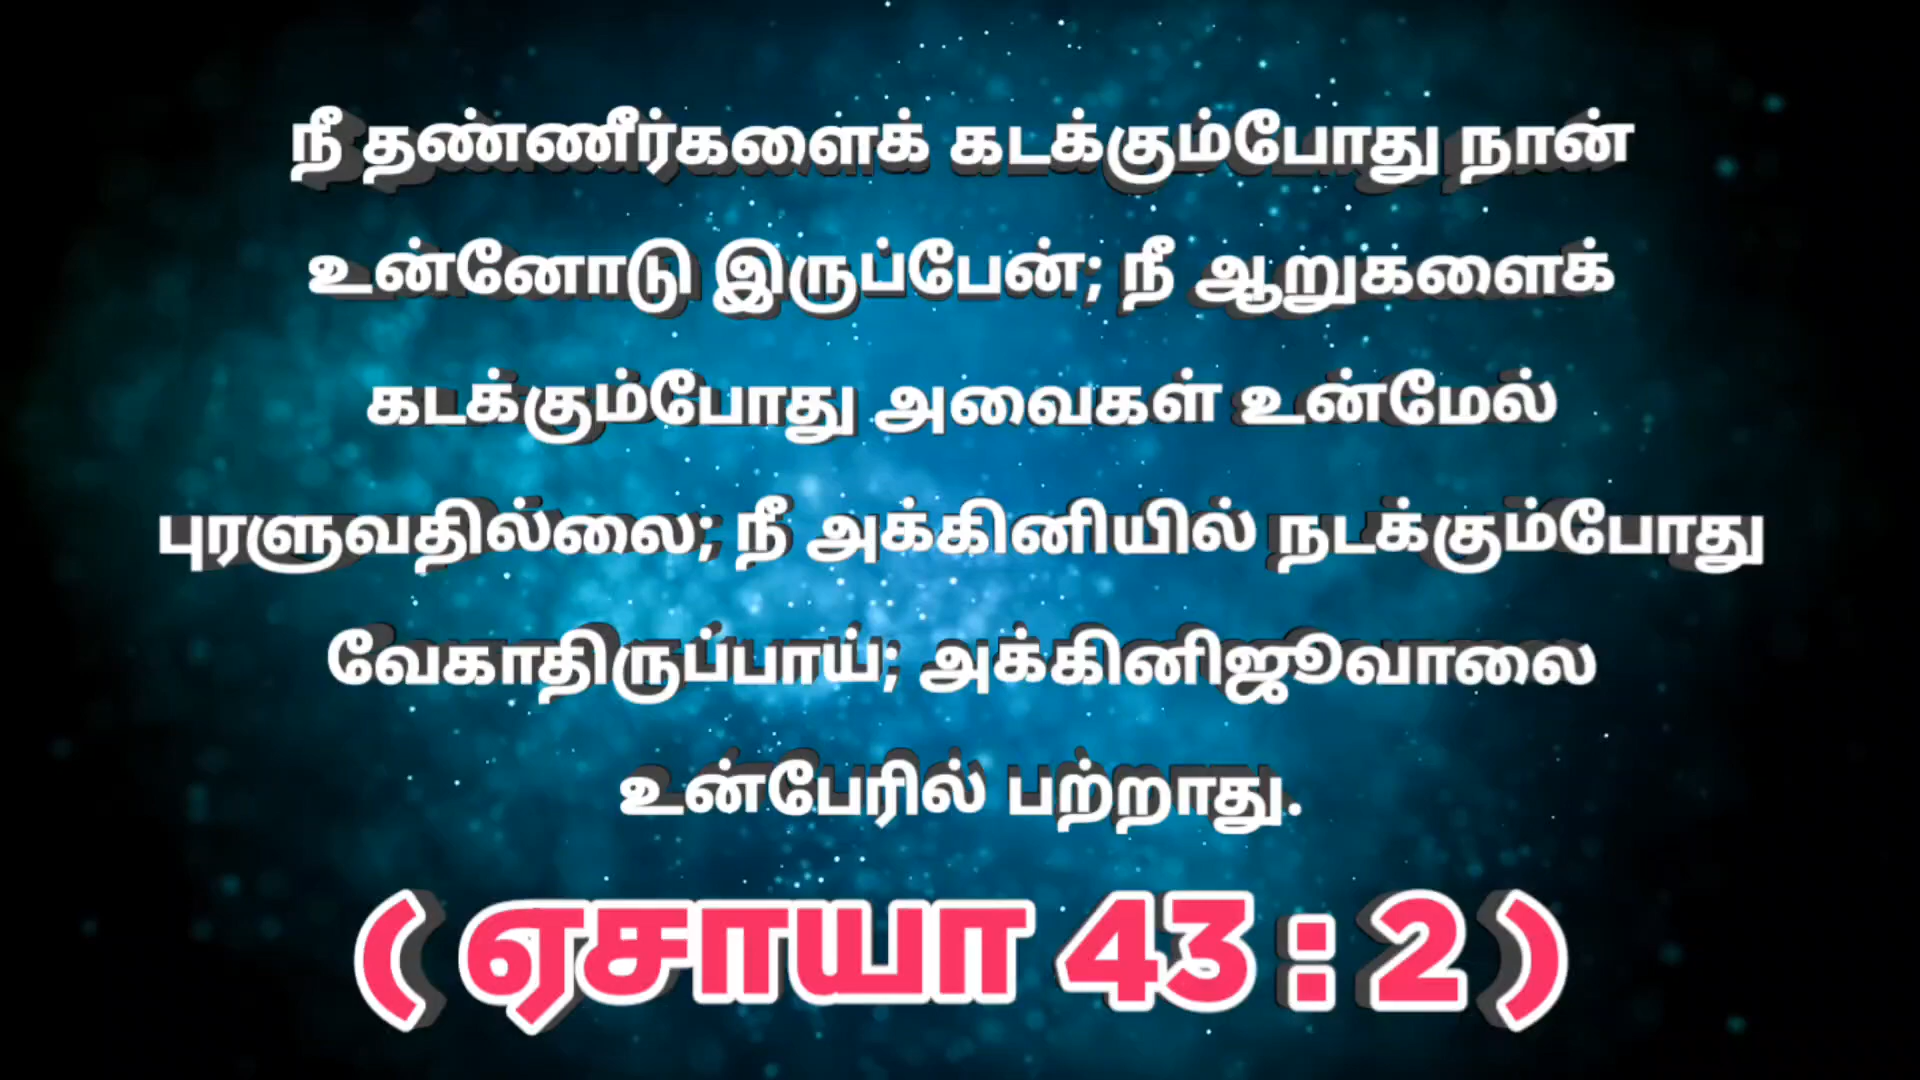 நீ தண்ணீர்களைக் கடக்கும்போது நான்
உன்னோடு இருப்பேன்; நீ ஆறுகளைக்
கடக்கும்போது அவைகள் உன்மேல்
புரளுவதில்லை; நீ அக்கினியில் நடக்கும்போது
வேகாதிருப்பாய்; அக்கினிஜூவாலை
உன்பேரில் பற்றாது.
( ஏசாயா 43 : 2 )